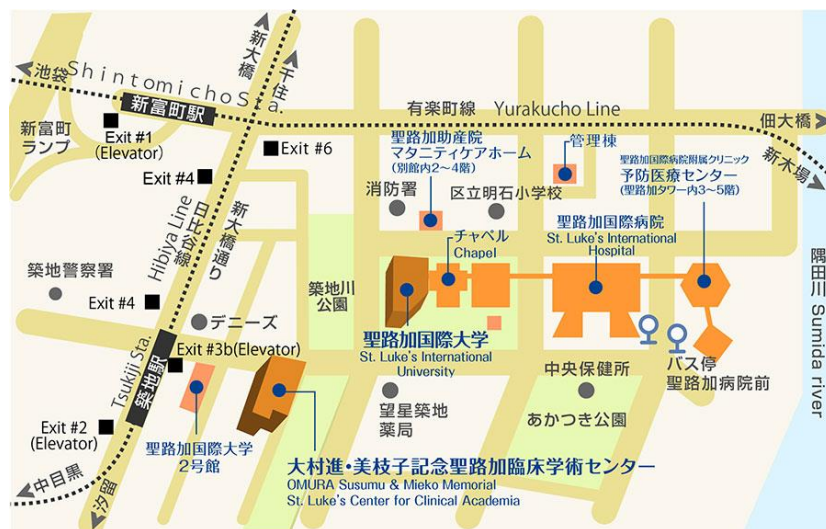 新大橋
千住
池袋
Shintomicho Sta.
新富町駅
有楽町線 Yurakucho Line
佃大橋
新木場
新富町
ランプ
Exit #1
(Elevator)
Exit #6
Exit #4
聖路加助産院
マタニティケアホーム
(別館内2～4階)
管理棟
聖路加国際病院附属クリニック
予防医療センター
(聖路加タワー内3～5階)
消防署
区立明石小学校
Hibiya Line
日比谷線
新大橋通り
チャペル
Chapel
聖路加国際病院
St. Luke's International
Hospital
築地警察署
Exit #4
築地川
公園
隅田川 Sumida river
デニーズ
聖路加国際大学
St. Luke's International
University
Tsukiji Sta.
築地駅
Exit #3b(Elevator)
中央保健所
バス停
聖路加病院前
望星築地
薬局
あかつき公園
Exit #2
(Elevator)
聖路加国際大学
2号館
大村進・美枝子記念聖路加臨床学術センター
OMURA Susumu & Mieko Memorial
St. Luke's Center for Clinical Academia
中目黒
汐留